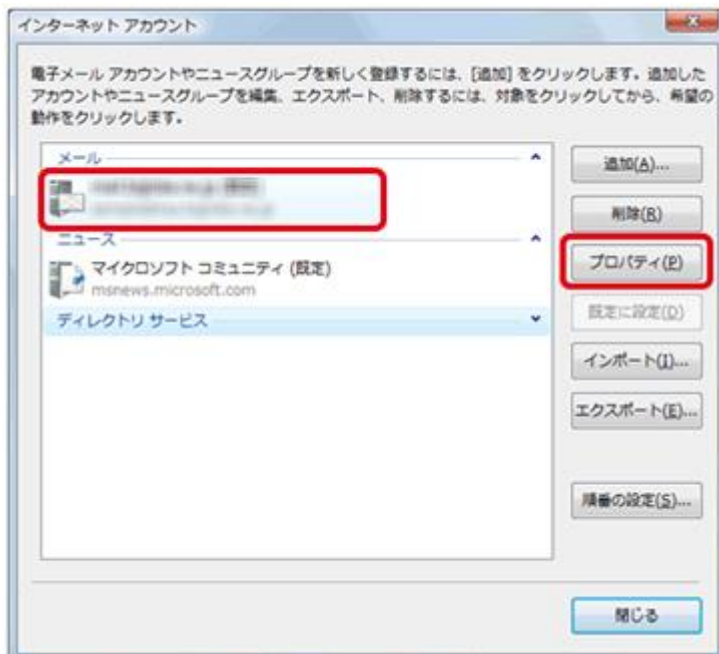 インターネット アカウント
電子メール アカウントやニュースグループを新しく登録するには、[追加] をクリックします。追加した
アカウントやニュースグループを編集、エクスポート、削除するには、対象をクリックしてから、希望の
動作をクリックします。
メール
ニュース
マイクロソフト コミュニティ (既定)
msnews.microsoft.com
ディレクトリ サービス
追加(A)...
削除(R)
プロパティ(P)
既定に設定(D)
インポート(I)...
エクスポート(E)...
順番の設定(S)...
閉じる